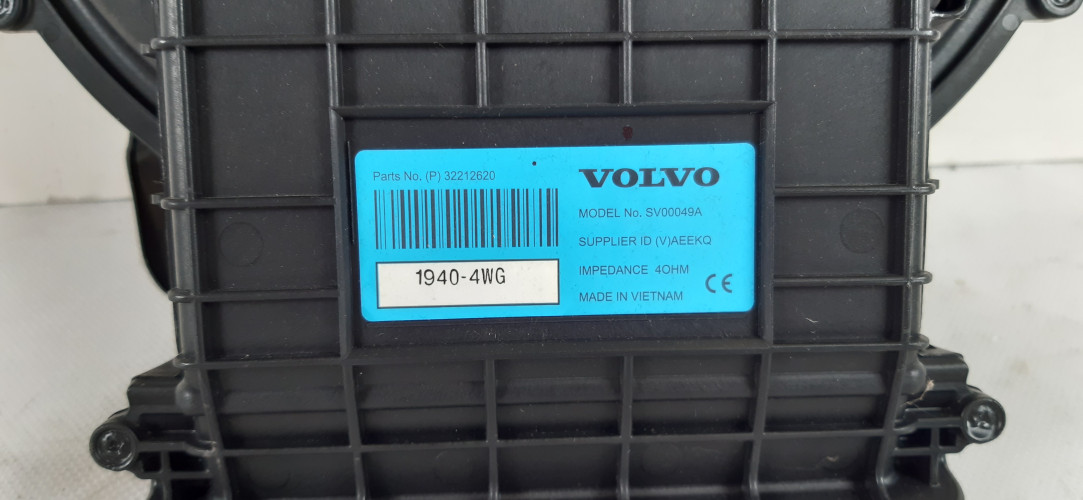 Parts No. (P) 32212620
1940-4WG
VOLVO
MODEL No. SV00049A
SUPPLIER ID (V)AEEKQ
IMPEDANCE 4OHM
MADE IN VIETNAM
CE